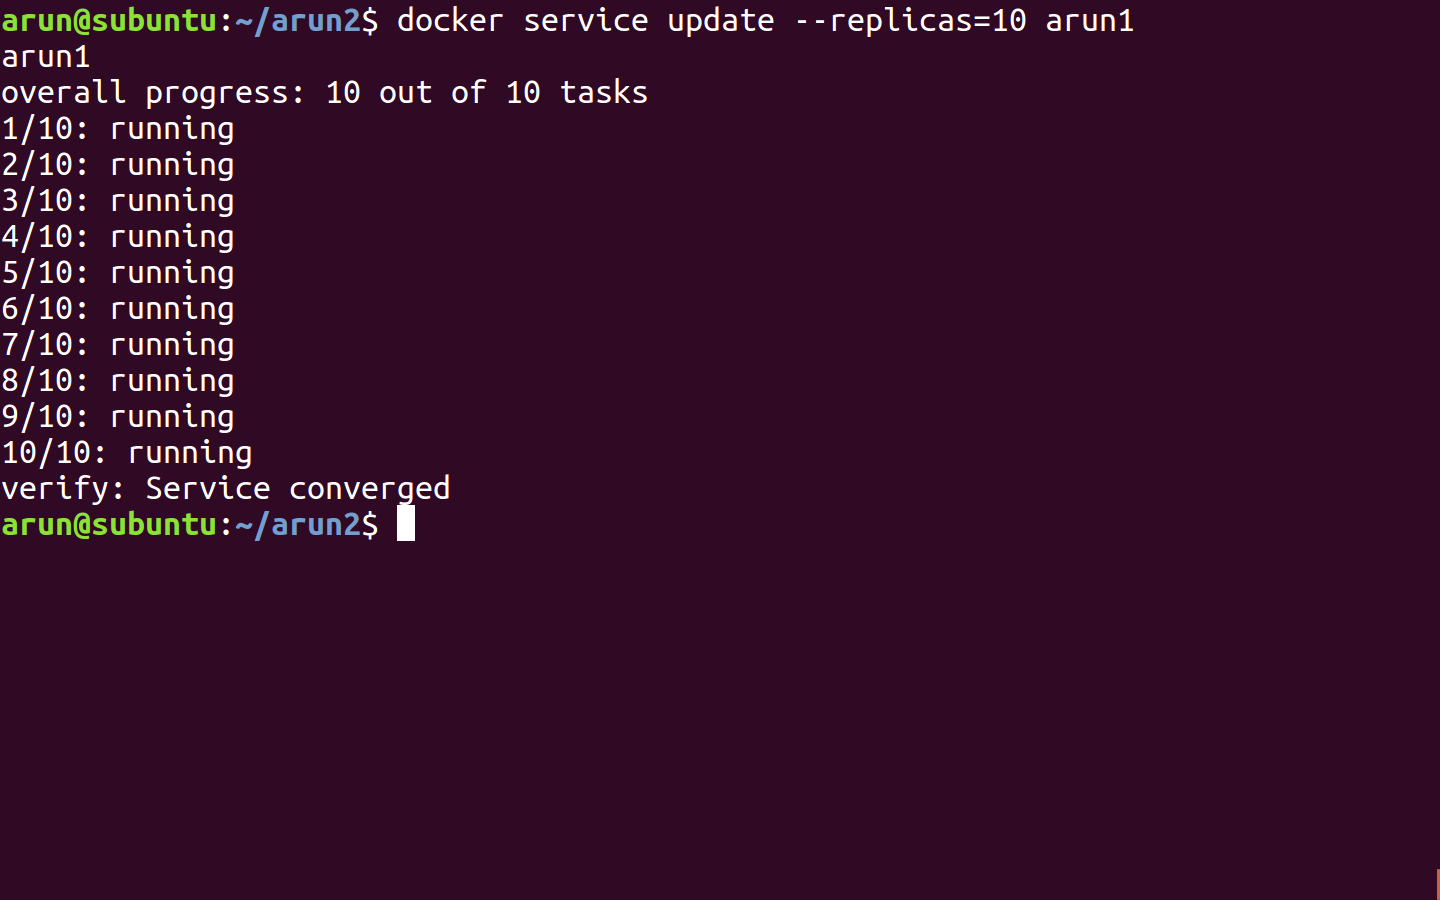 arun@subuntu:~/arun2$ docker service update --replicas=10 arun1
arun1
overall progress: 10 out of 10 tasks
1/10: running
2/10: running
3/10: running
4/10: running
5/10: running
6/10: running
7/10: running
8/10: running
9/10: running
10/10: running
verify: Service converged
arun@subuntu:~/arun2$